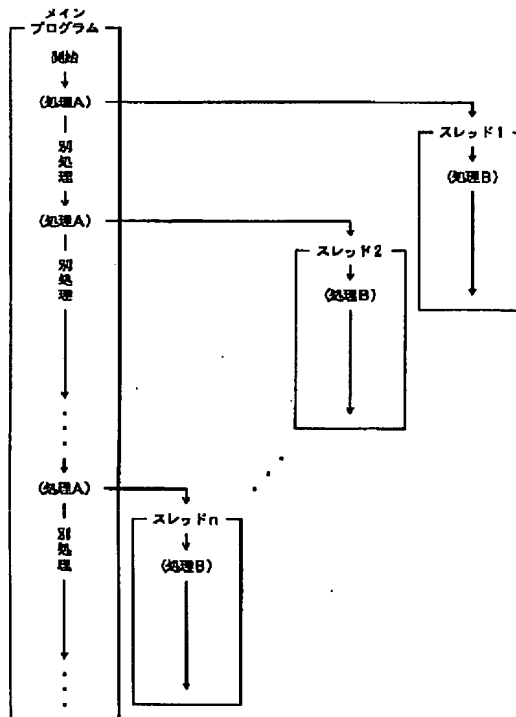 メイン
プログラム
開始
(処理A)
別処理
(処理A)
別処理
(処理A)
別処理
スレッド1
(処理B)
スレッド2
(処理B)
スレッドn
(処理B)